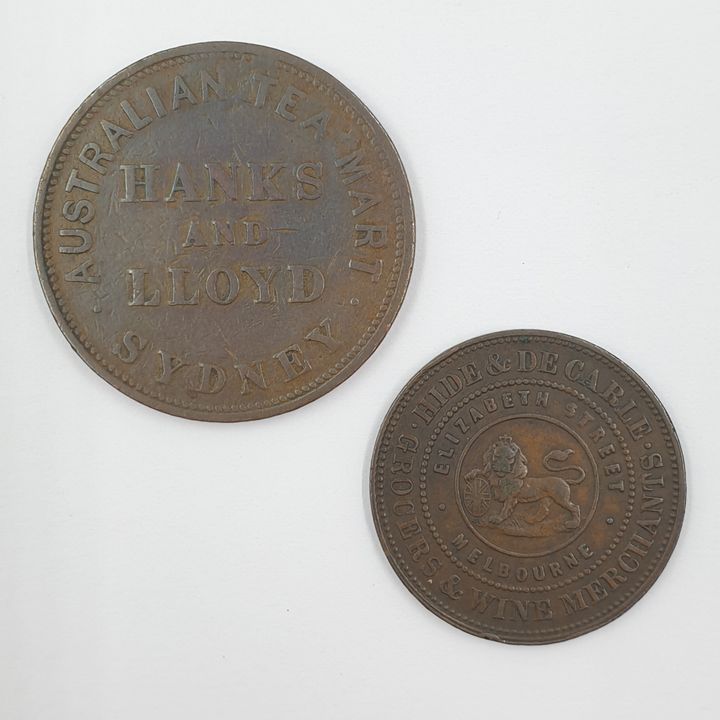 AUSTRALIAN TEA MART
HANKS
AND
LLOYD
SYDNEY
HIDE & DE CARLE
GROCERS & WINE MERCHANTS
ELIZABETH STREET
MELBOURNE